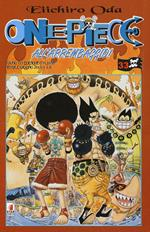 Eiichiro Oda
ONE PIECE
ALL'ARREMBAGGIO!
33